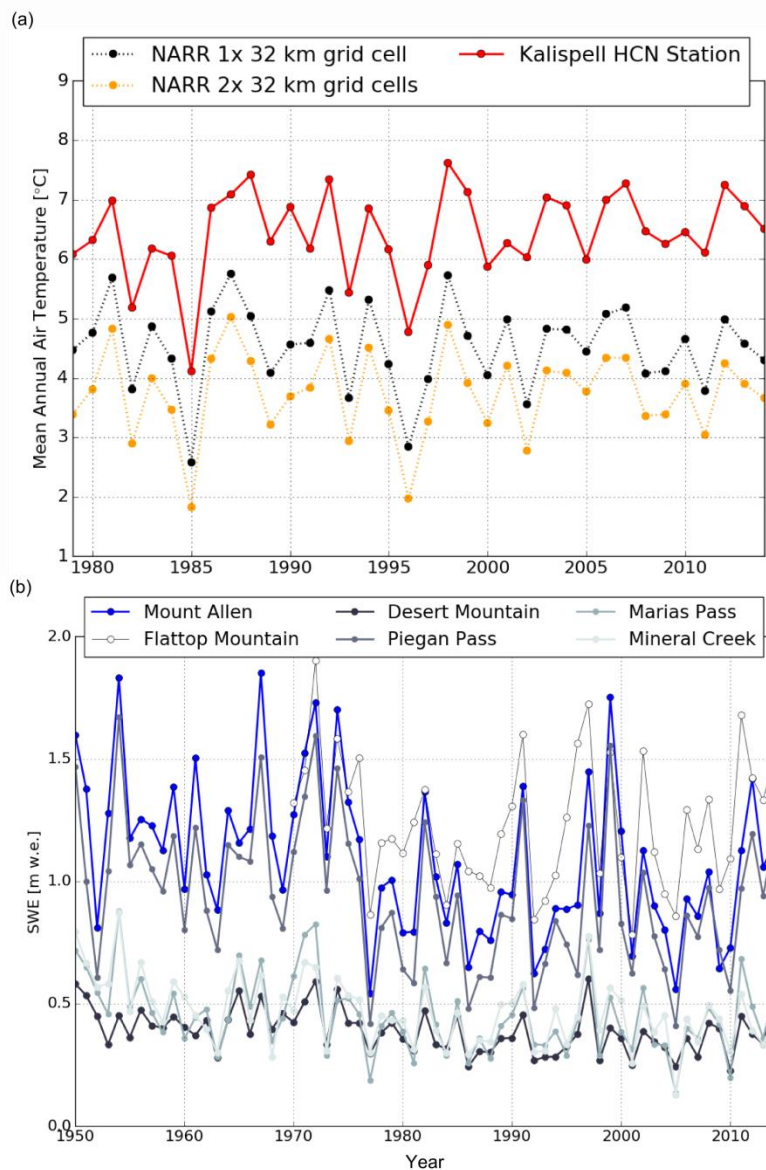 (a)
NARR 1x 32 km grid cell
Kalispell HCN Station
NARR 2x 32 km grid cells
9
8
7
6
5
4
3
2
1
Mean Annual Air Temperature [°C]
1980 1985 1990 1995 2000 2005 2010
(b)
Mount Allen
Desert Mountain
Marias Pass
Flattop Mountain
Piegan Pass
Mineral Creek
2.0
1.5
1.0
0.5
0.0
SWE [m w.e.]
1950 1960 1970 1980 1990 2000 2010
Year